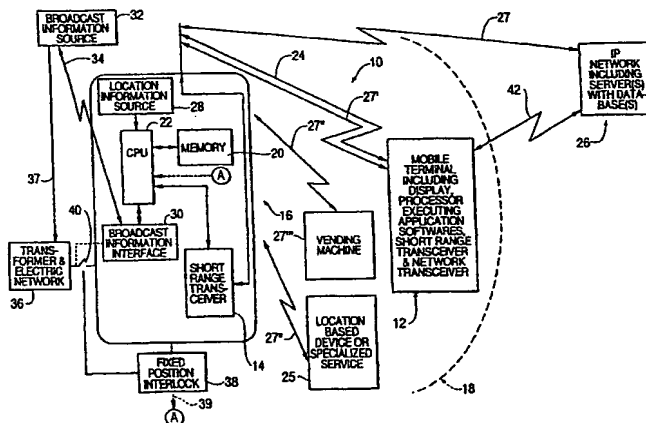 BROADCAST
INFORMATION
SOURCE
32
34
LOCATION
INFORMATION
SOURCE
28
22
CPU
MEMORY
20
A
37
40
30
BROADCAST
INFORMATION
INTERFACE
TRANS-
FORMER &
ELECTRIC
NETWORK
36
SHORT
RANGE
TRANS-
CEIVER
14
FIXED
POSITION
INTERLOCK
38
39
A
24
10
27
27'
27"
16
27'''
VENDING
MACHINE
27"
LOCATION
BASED
DEVICE OR
SPECIALIZED
SERVICE
25
MOBILE
TERMINAL
INCLUDING
DISPLAY,
PROCESSOR
EXECUTING
APPLICATION
SOFTWARES,
SHORT RANGE
TRANSCEIVER
& NETWORK
TRANSCEIVER
12
18
42
IP
NETWORK
INCLUDING
SERVER(S)
WITH DATA-
BASE(S)
26